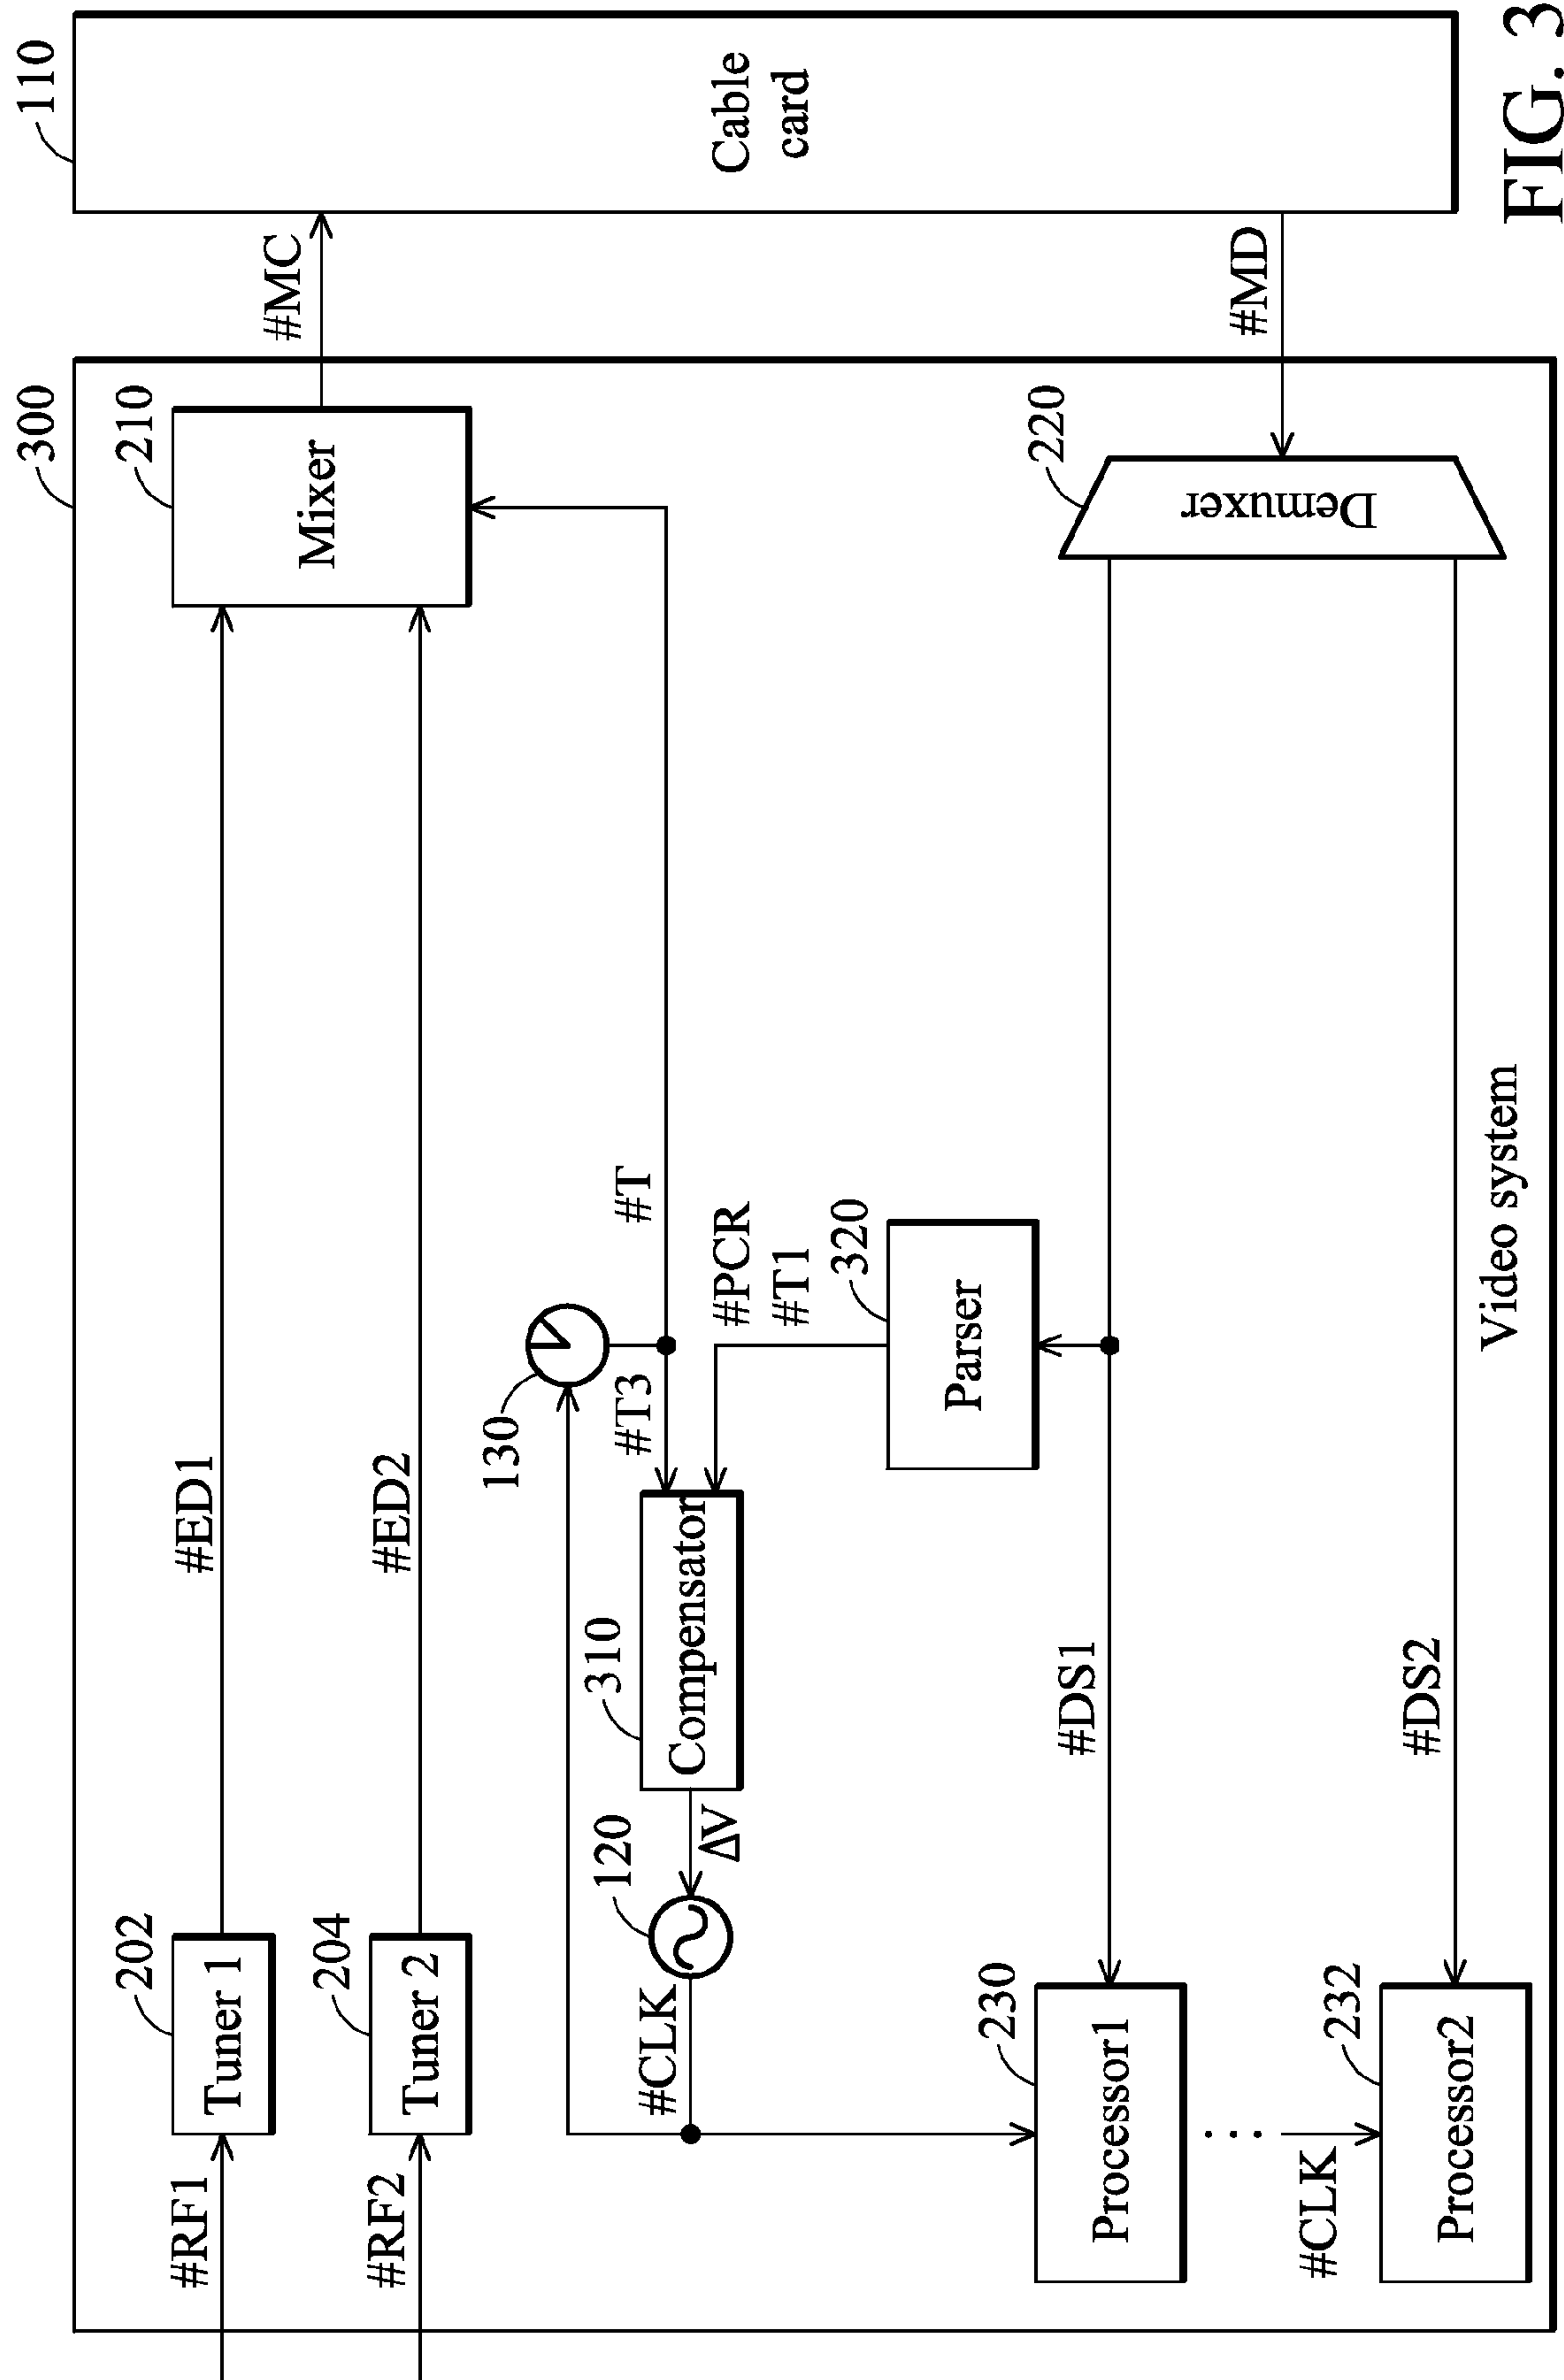 300
110
#RF1
202
Tuner 1
#ED1
210
Mixer
#MC
#RF2
204
Tuner 2
#ED2
130
#T3
#T
#CLK
120
ΔV
310
Compensator
#PCR
#T1
320
Parser
Cable
card
230
Processor1
#DS1
220
Demuxer
#MD
#CLK
232
Processor2
#DS2
Video system
FIG. 3